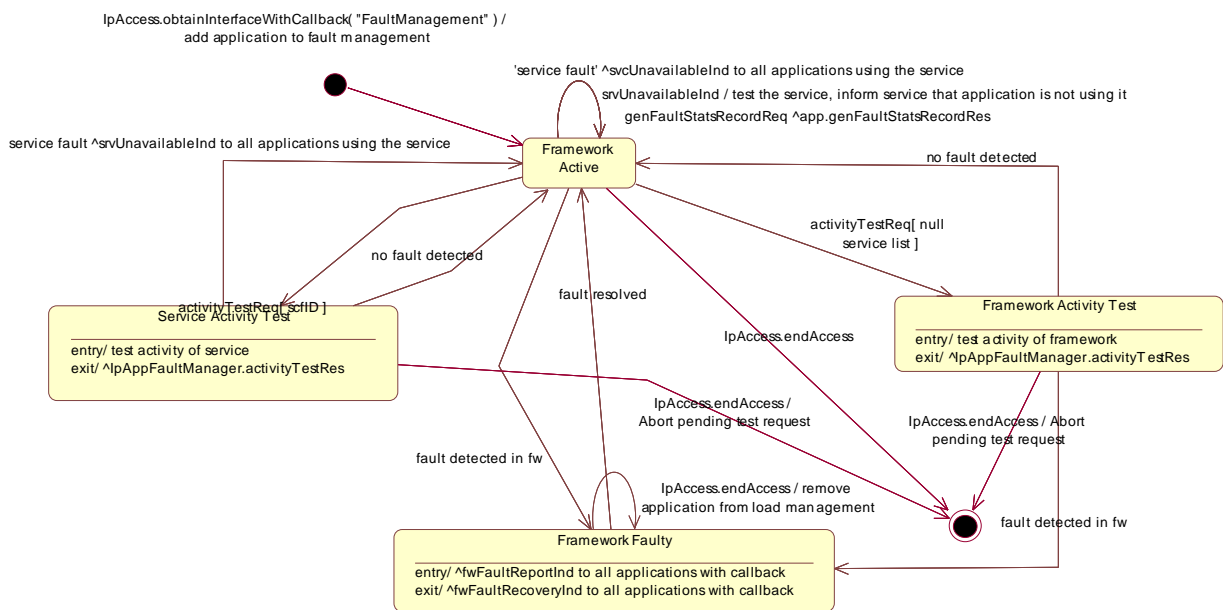 IpAccess.obtainInterfaceWithCallback( "FaultManagement" ) /
add application to fault management
'service fault' ^svcUnavailableInd to all applications using the service
srvUnavailableInd / test the service, inform service that application is not using it
genFaultStatsRecordReq ^app.genFaultStatsRecordRes
service fault ^srvUnavailableInd to all applications using the service
Framework
Active
no fault detected
activityTestReq[ null
service list ]
no fault detected
fault resolved
activityTestReq[ scfID ]
Service Activity Test
entry/ test activity of service
exit/ ^IpAppFaultManager.activityTestRes
Framework Activity Test
entry/ test activity of framework
exit/ ^IpAppFaultManager.activityTestRes
IpAccess.endAccess
IpAccess.endAccess /
Abort pending test request
IpAccess.endAccess / Abort
pending test request
fault detected in fw
IpAccess.endAccess / remove
application from load management
fault detected in fw
Framework Faulty
entry/ ^fwFaultReportInd to all applications with callback
exit/ ^fwFaultRecoveryInd to all applications with callback